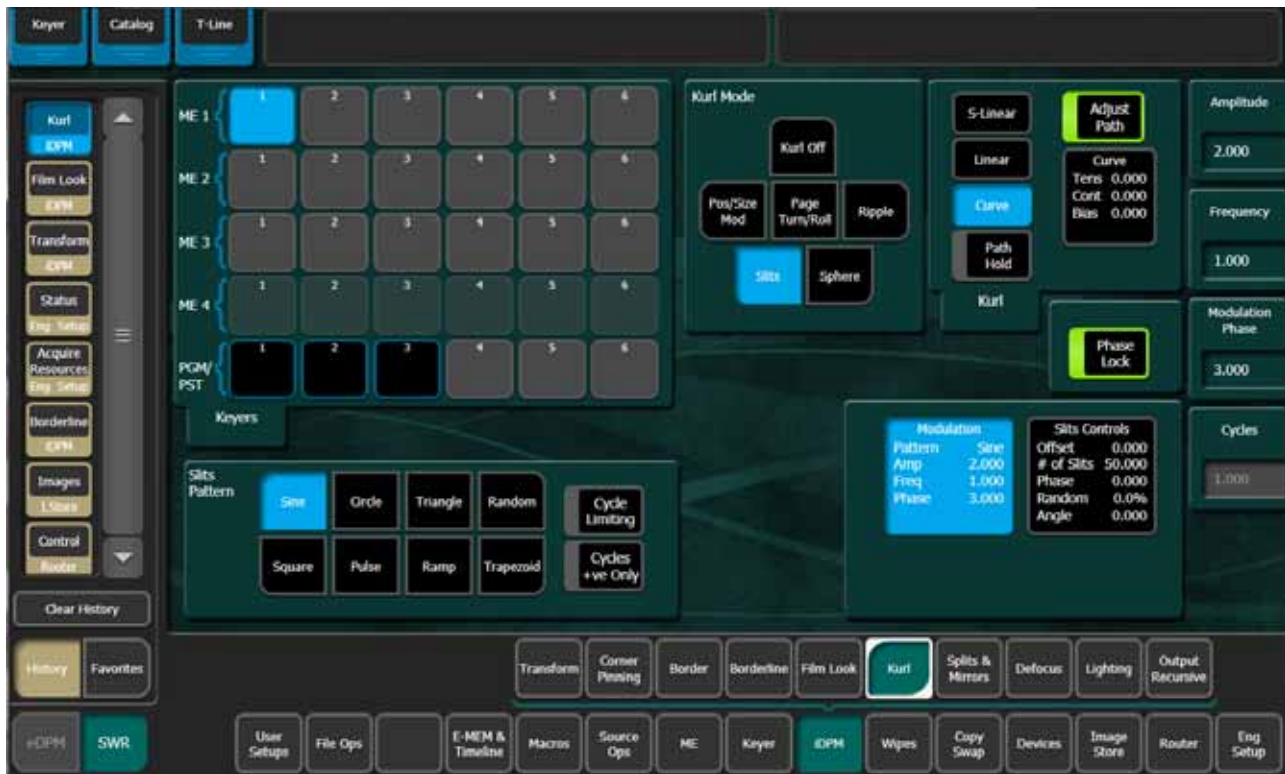 Keyer Catalog T-Line
Kurl
iDPM
Film Look
iDPM
Transform
iDPM
Status
Eng Setup
Acquire
Resources
Eng Setup
Borderline
iDPM
Images
I.Store
Control
Router
Clear History
History Favorites
eDPM SWR
ME 1 1 2 3 4 5 6
ME 2 1 2 3 4 5 6
ME 3 1 2 3 4 5 6
ME 4 1 2 3 4 5 6
PGM/
PST 1 2 3 4 5 6
Keyers
Kurl Mode
Kurl Off
Pos/Size
Mod
Page
Turn/Roll
Ripple
Slits Sphere
S-Linear
Linear
Curve
Path
Hold
Kurl
Adjust
Path
Curve
Tens 0.000
Cont 0.000
Bias 0.000
Phase
Lock
Amplitude
2.000
Frequency
1.000
Modulation
Phase
3.000
Cycles
1.000
Slits
Pattern
Sine Circle Triangle Random
Square Pulse Ramp Trapezoid
Cycle
Limiting
Cycles
+ve Only
Modulation
Pattern Sine
Amp 2.000
Freq 1.000
Phase 3.000
Slits Controls
Offset 0.000
# of Slits 50.000
Phase 0.000
Random 0.0%
Angle 0.000
Transform
Corner
Pinning
Border
Borderline
Film Look
Kurl
Splits &
Mirrors
Defocus
Lighting
Output
Recursive
User
Setups
File Ops
E-MEM &
Timeline
Macros
Source
Ops
ME
Keyer
iDPM
Wipes
Copy
Swap
Devices
Image
Store
Router
Eng
Setup